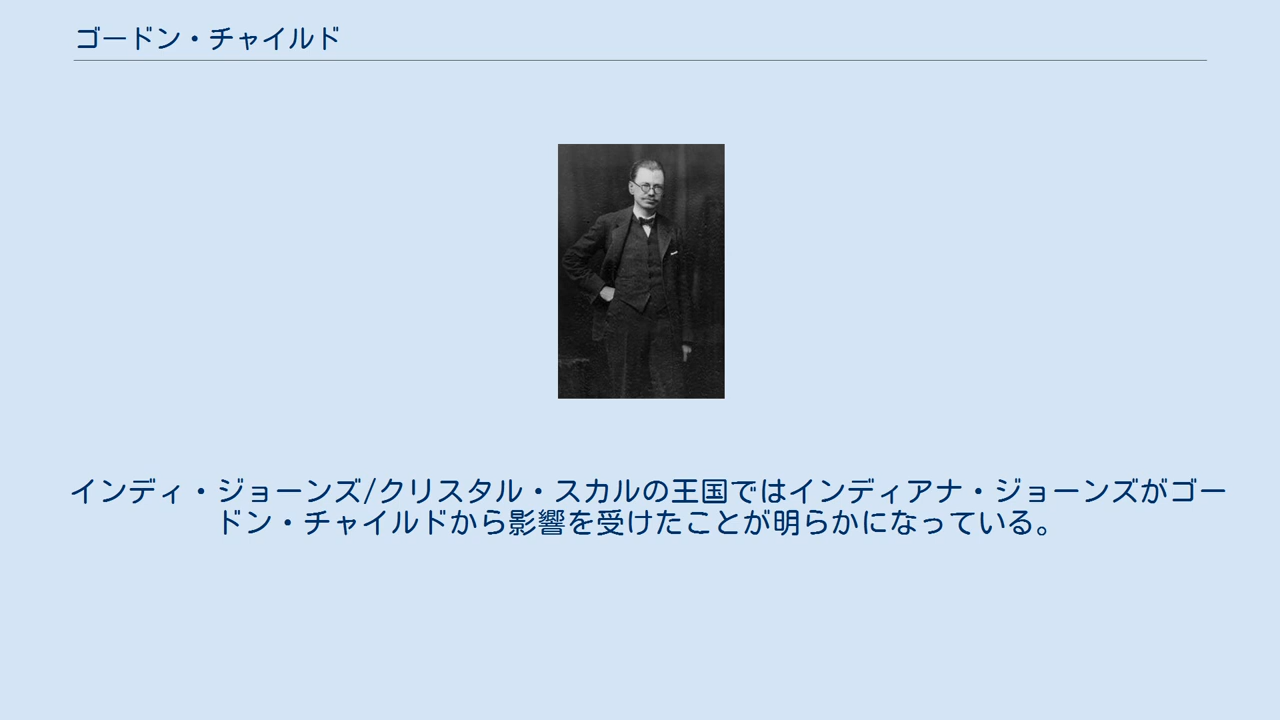 ゴードン・チャイルド
インディ・ジョーンズ/クリスタル・スカルの王国ではインディアナ・ジョーンズがゴー
ドン・チャイルドから影響を受けたことが明らかになっている。